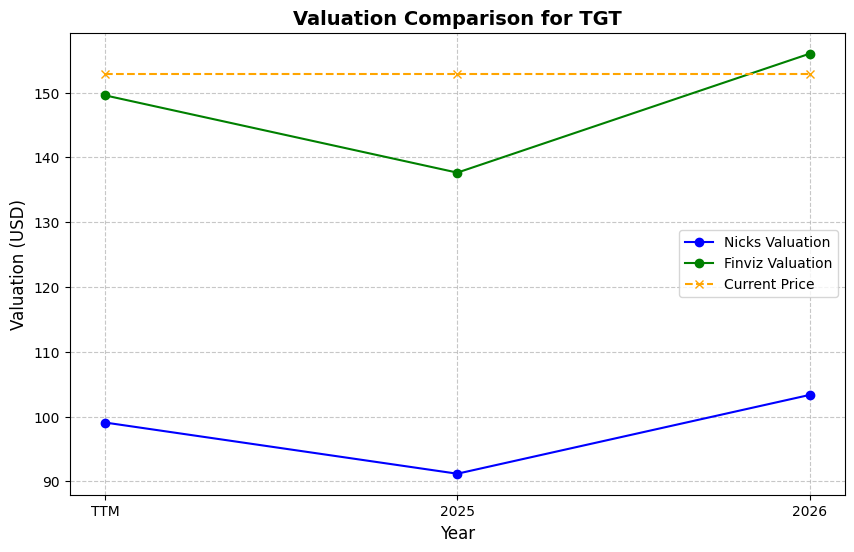 Valuation Comparison for TGT
Valuation (USD)
150
140
130
120
110
100
90
Nicks Valuation
Finviz Valuation
Current Price
TTM
2025
2026
Year